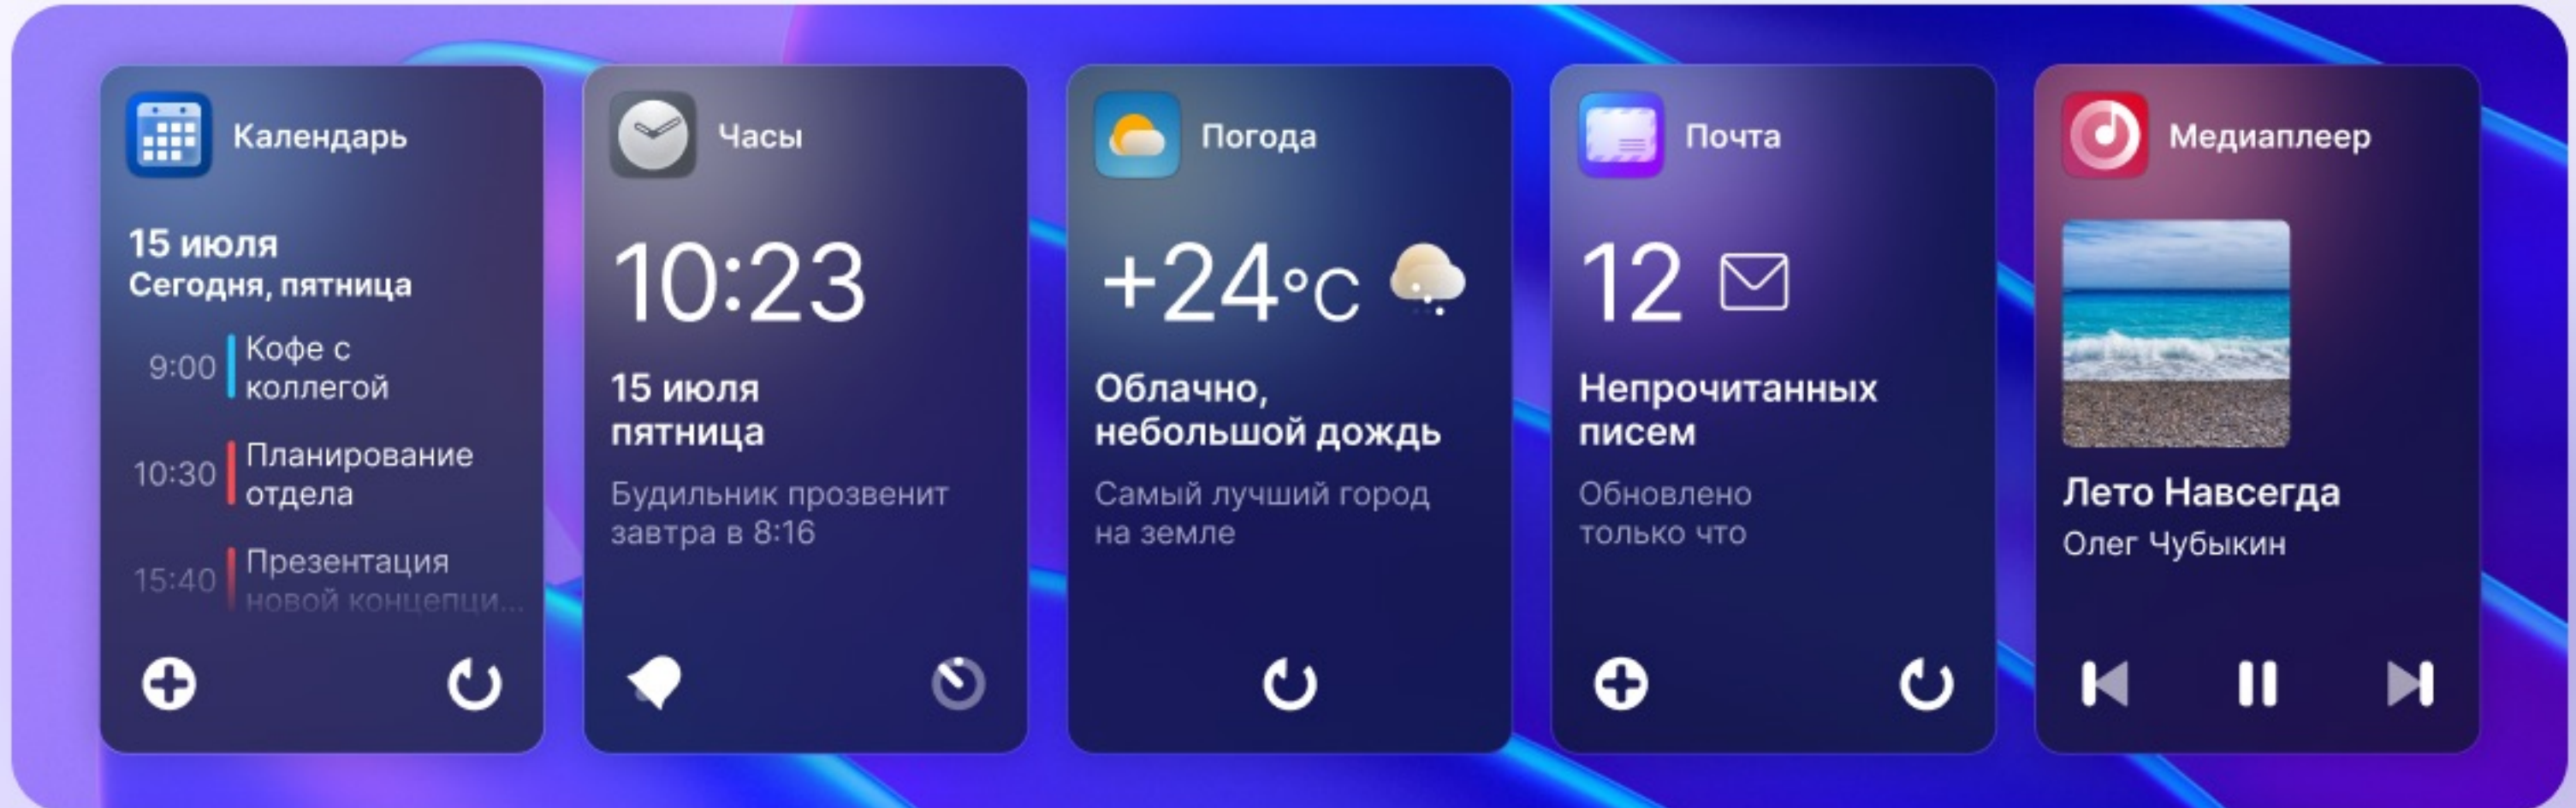 Календарь
15 июля
Сегодня, пятница
9:00
Кофе с
коллегой
10:30
Планирование
отдела
15:40
Презентация
новой концепци...
Часы
10:23
15 июля
пятница
Будильник прозвенит
завтра в 8:16
Погода
+24°C
Облачно,
небольшой дождь
Самый лучший город
на земле
Почта
12
Непрочитанных
писем
Обновлено
только что
Медиаплеер
Лето Навсегда
Олег Чубыкин